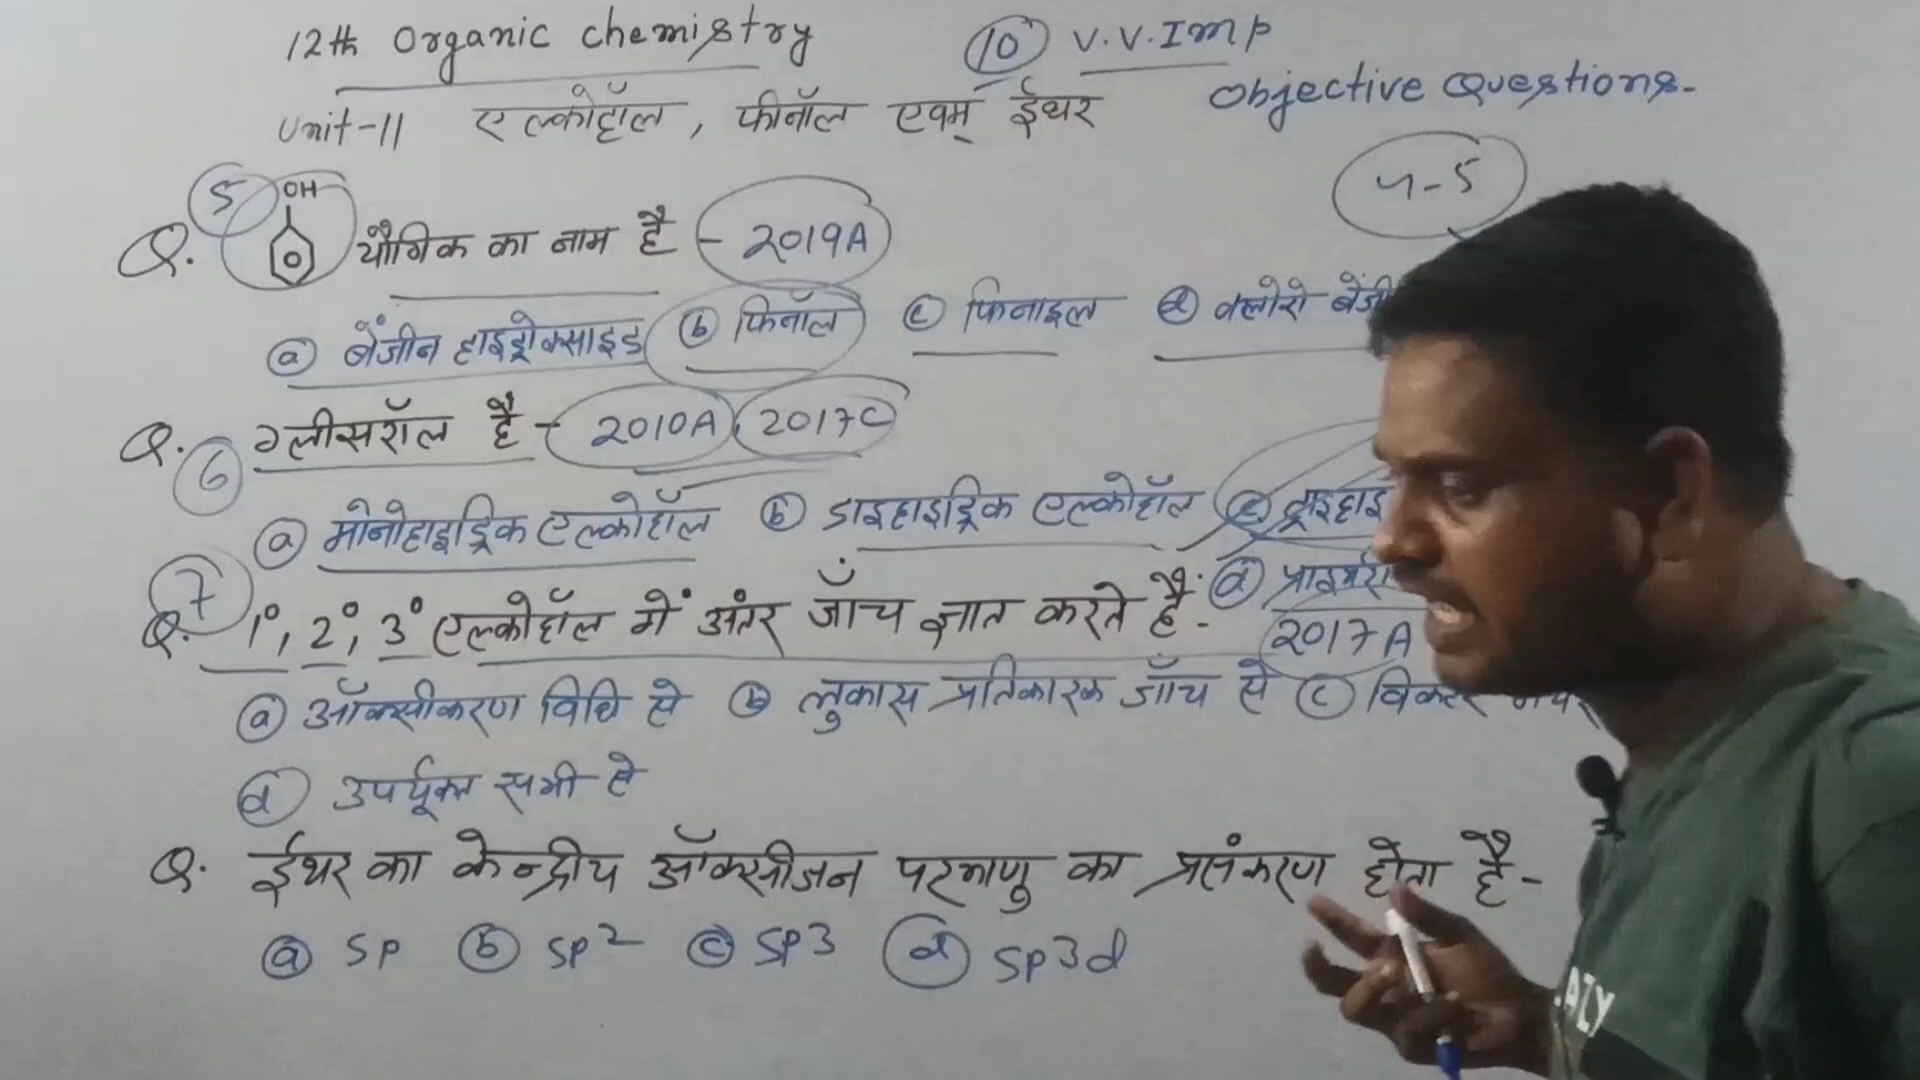 12th Organic chemistry (10) V.V.Imp
Objective Questions.
Unit-11 एल्कोहॉल, फीनॉल एवम् ईथर
4-5
5
OH
Q. यौगिक का नाम है - 2019A
(a) बेंजीन हाइड्रोक्साइड (b) फिनॉल (c) फिनाइल (d) क्लोरो
Q. 6 ग्लीसरॉल है - 2010A, 2017C
(a) मोनोहाइड्रिक एल्कोहॉल (b) डाइहाइड्रिक एल्कोहॉल (c)
(d)
7
Q. 1°, 2°, 3° एल्कोहॉल में अंतर जाँच ज्ञात करते हैं- 2017A
(a) ऑक्सीकरण विधि से (b) लुकास प्रतिकारक जाँच से (c)
(d) उपर्यूक्त सभी से
Q. ईथर का केन्द्रीय ऑक्सीजन परमाणु का प्रसंकरण होता है-
(a) SP (b) SP2 (c) SP3 (d) SP3d
AZY